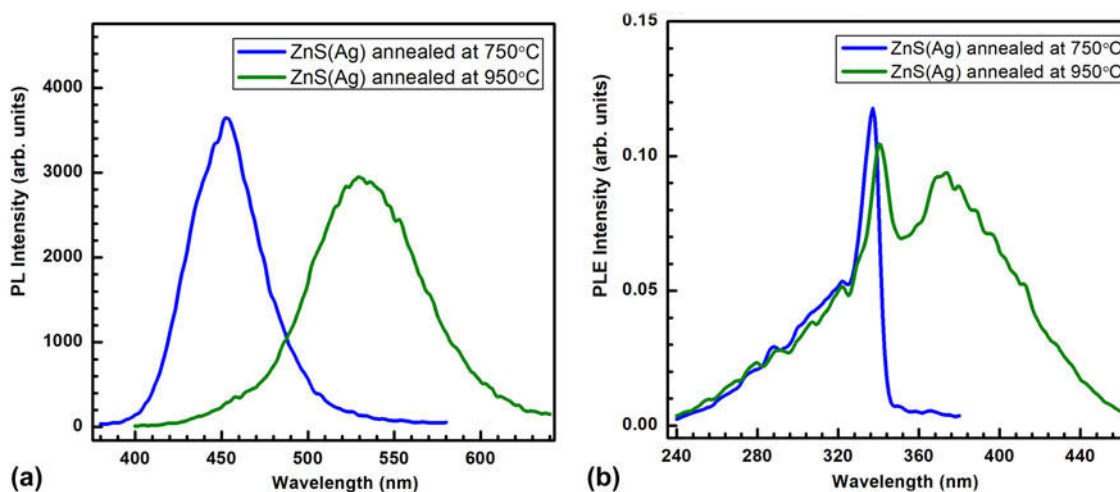 ZnS(Ag) annealed at 750°C
ZnS(Ag) annealed at 950°C
PL Intensity (arb. units)
4000
3000
2000
1000
0
400 450 500 550 600
Wavelength (nm)
(a)
ZnS(Ag) annealed at 750°C
ZnS(Ag) annealed at 950°C
PLE Intensity (arb. units)
0.15
0.10
0.05
0.00
240 280 320 360 400 440
Wavelength (nm)
(b)